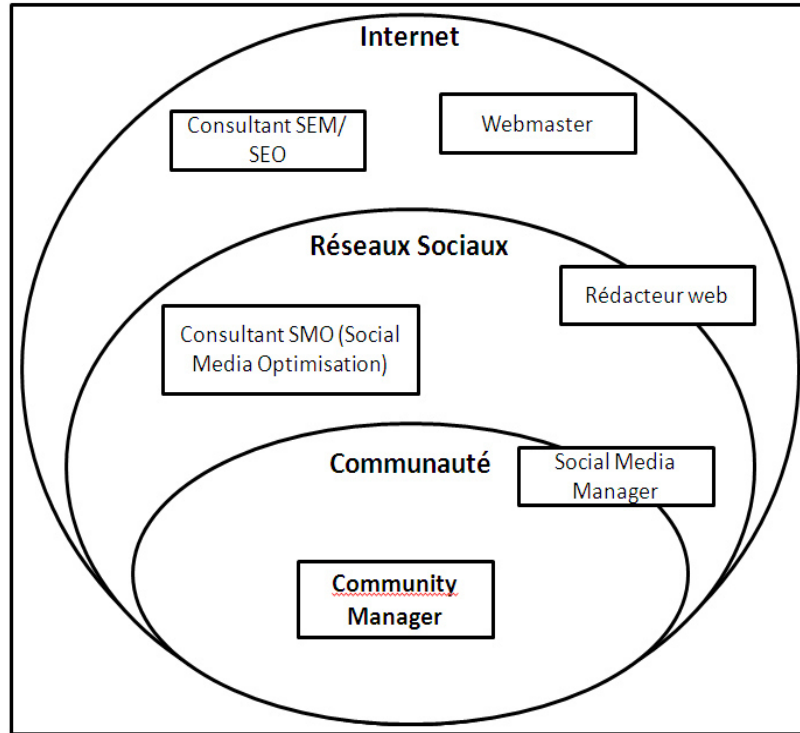 Internet
Consultant SEM/
SEO
Webmaster
Réseaux Sociaux
Rédacteur web
Consultant SMO (Social
Media Optimisation)
Communauté
Social Media
Manager
Community
Manager